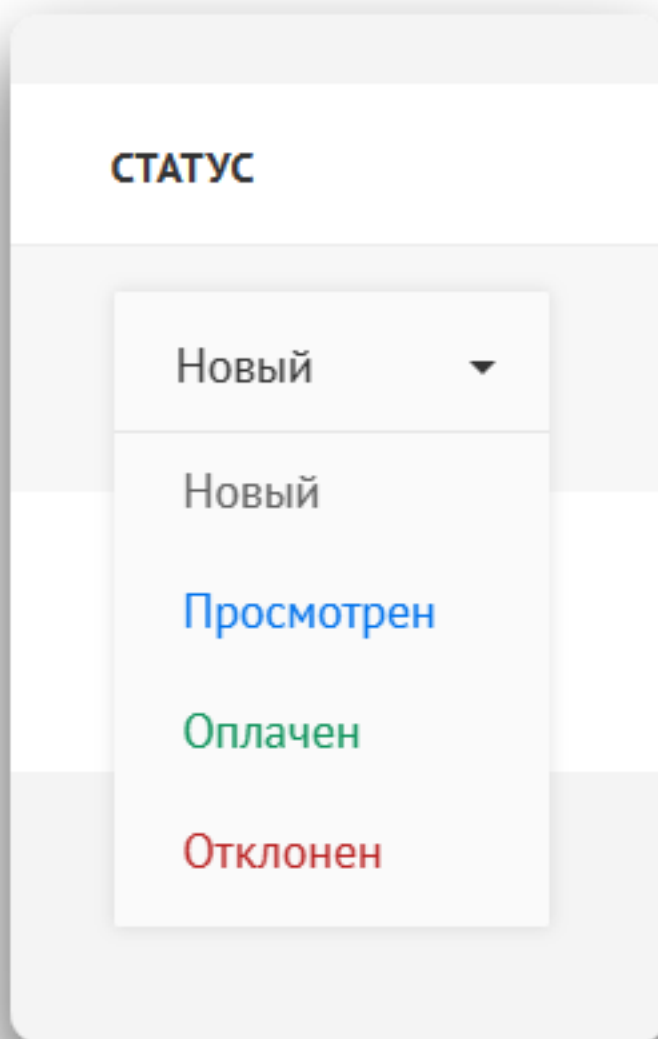 СТАТУС
Новый
Новый
Просмотрен
Оплачен
Отклонен